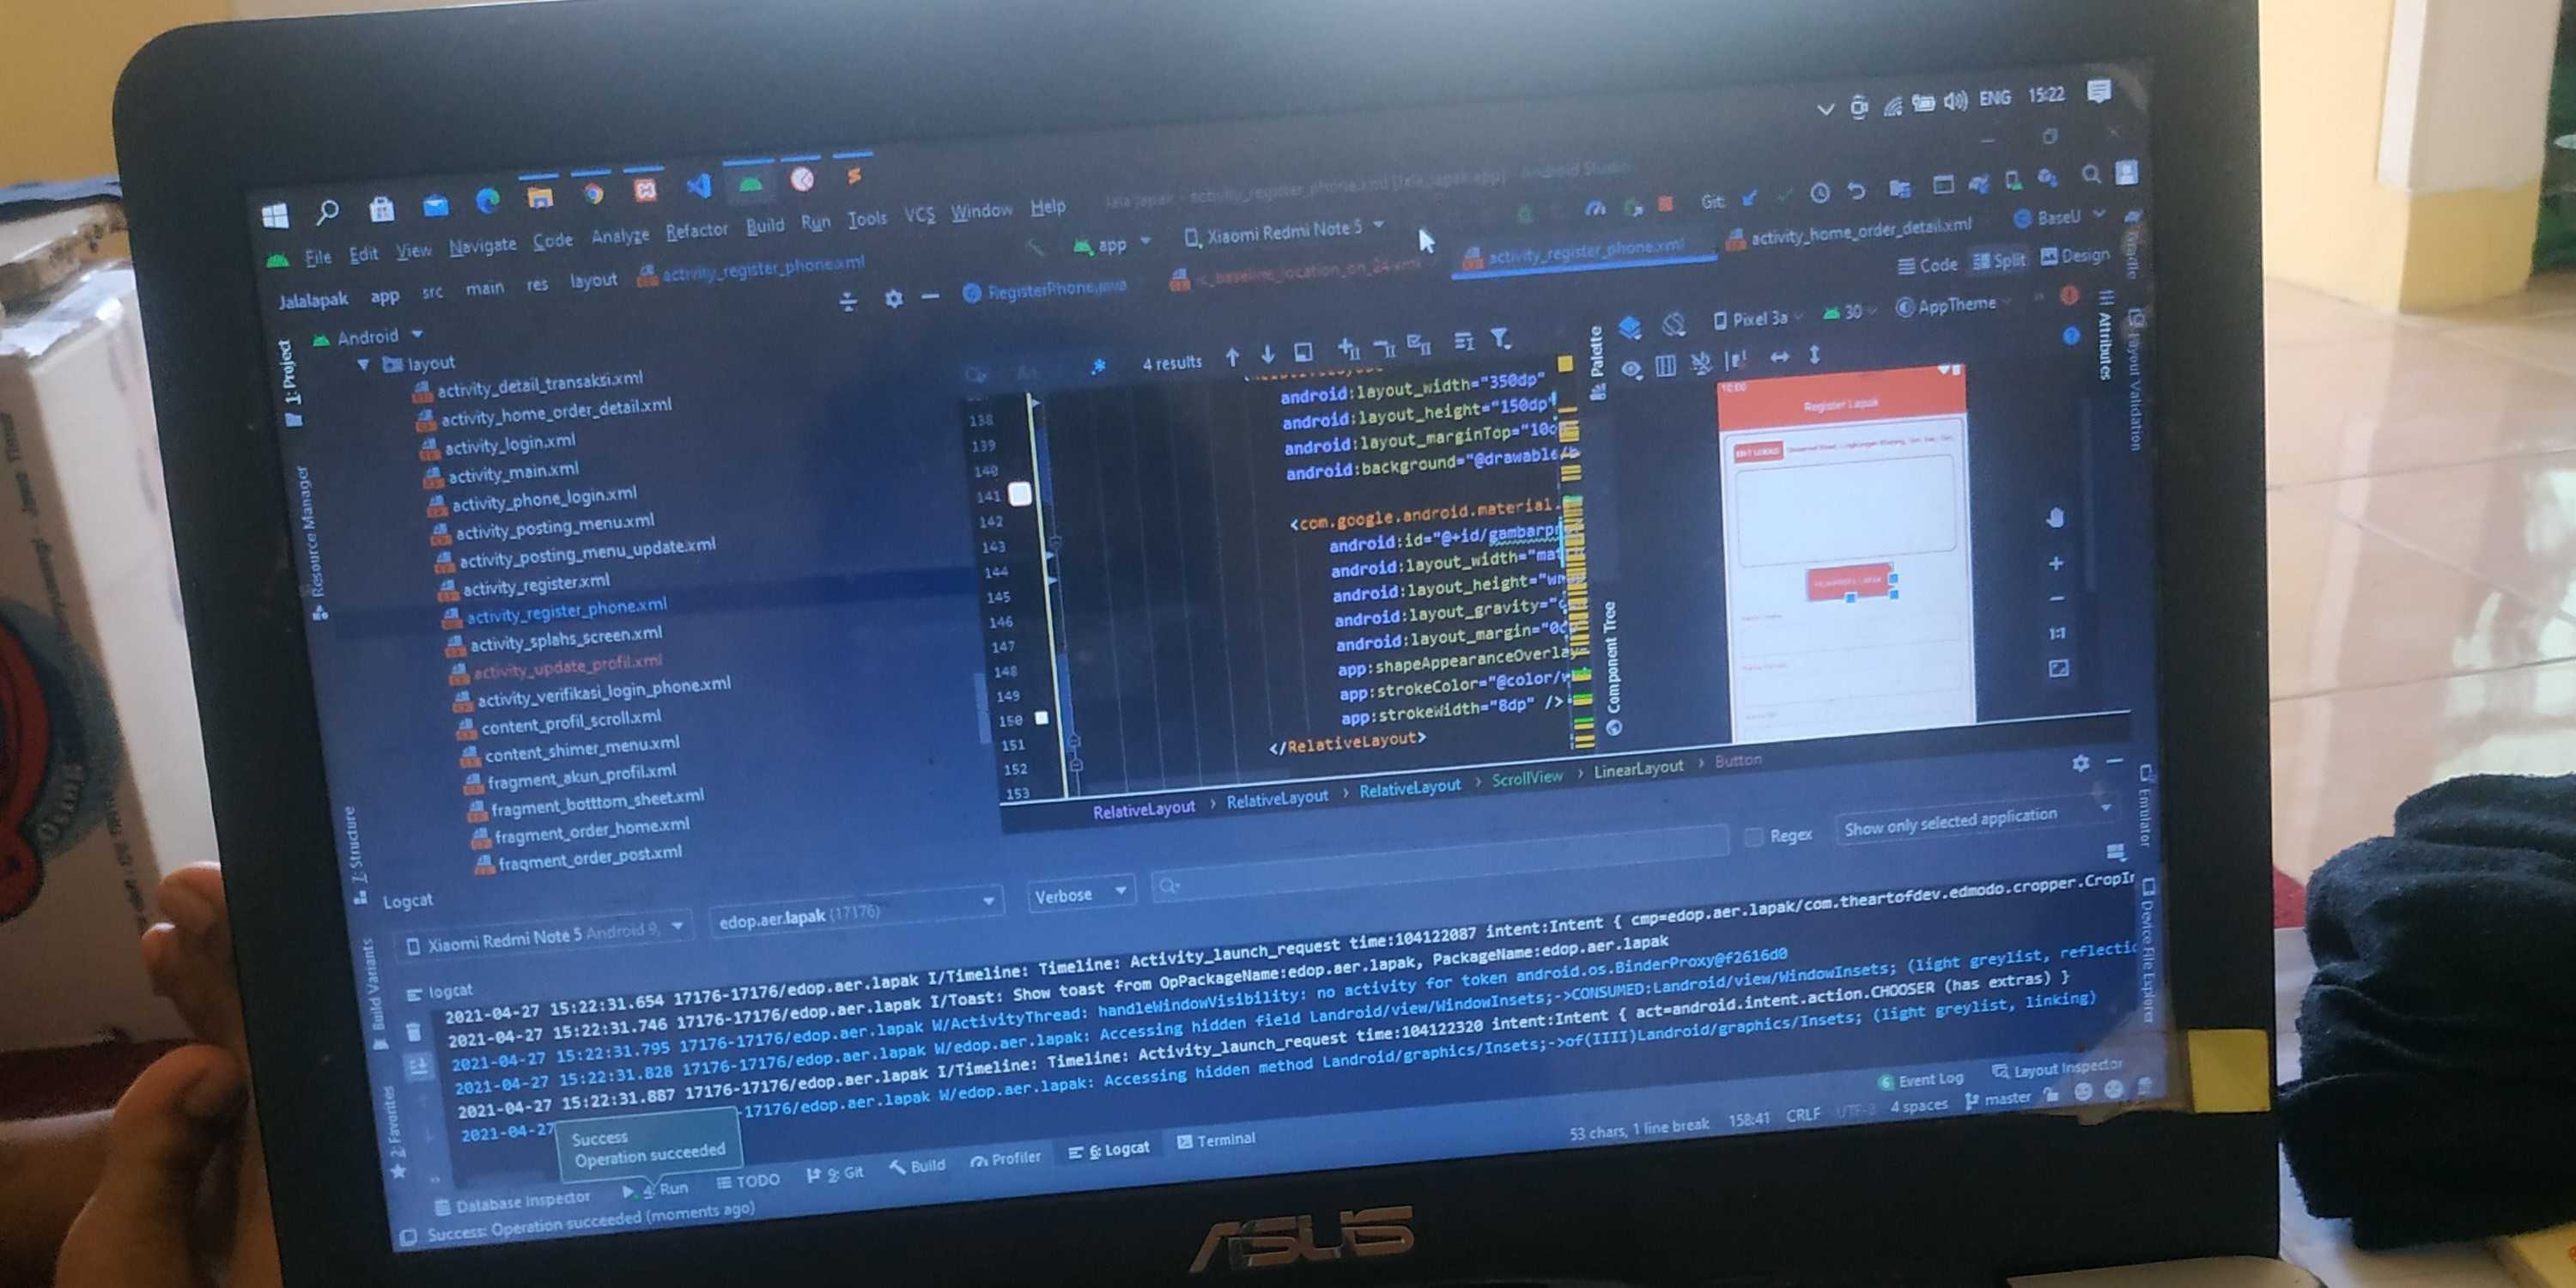 ENG 15:22
File Edit View Navigate Code Analyze Refactor Build Run Tools VCS Window Help
app Xiaomi Redmi Note 5 Git:
Jalalapak app src main res layout activity_register_phone.xml
RegisterPhone.java activity_register_phone.xml activity_home_order_detail.xml BaseU
Code Split Design
Android
4 results
Pixel 3a 30 AppTheme
layout
activity_detail_transaksi.xml
activity_home_order_detail.xml
activity_login.xml
activity_main.xml
activity_phone_login.xml
activity_posting_menu.xml
activity_posting_menu_update.xml
activity_register.xml
activity_register_phone.xml
activity_splahs_screen.xml
activity_update_profil.xml
activity_verifikasi_login_phone.xml
content_profil_scroll.xml
content_shimer_menu.xml
fragment_akun_profil.xml
fragment_botttom_sheet.xml
fragment_order_home.xml
fragment_order_post.xml
1: Project
Resource Manager
7: Structure
Build Variants
2: Favorites
138
139
140
141
142
143
144
145
146
147
148
149
150
151
152
153
android:layout_width="350dp"
android:layout_height="150dp"
android:layout_marginTop="10
android:background="@drawable/b
<com.google.android.material.
android:id="@+id/gambarp
android:layout_width="mat
android:layout_height="wr
android:layout_gravity="
android:layout_margin="0
app:shapeAppearanceOverlay
app:strokeColor="@color/w
app:strokeWidth="8dp" />
</RelativeLayout>
RelativeLayout › RelativeLayout › RelativeLayout › ScrollView › LinearLayout › Button
Palette
Component Tree
10:00
Register Lapak
Attributes
Layout Validation
Emulator
Device File Explorer
Logcat
Xiaomi Redmi Note 5 Android 9, edop.aer.lapak (17176) Verbose Regex Show only selected application
logcat
2021-04-27 15:22:31.654 17176-17176/edop.aer.lapak I/Timeline: Timeline: Activity_launch_request time:104122087 intent:Intent { cmp=edop.aer.lapak/com.theartofdev.edmodo.cropper.CropIr
2021-04-27 15:22:31.746 17176-17176/edop.aer.lapak I/Toast: Show toast from OpPackageName:edop.aer.lapak, PackageName:edop.aer.lapak
2021-04-27 15:22:31.795 17176-17176/edop.aer.lapak W/ActivityThread: handleWindowVisibility: no activity for token android.os.BinderProxy@f2616d0
2021-04-27 15:22:31.828 17176-17176/edop.aer.lapak W/edop.aer.lapak: Accessing hidden field Landroid/view/WindowInsets;->CONSUMED:Landroid/view/WindowInsets; (light greylist, reflectic
2021-04-27 15:22:31.887 17176-17176/edop.aer.lapak I/Timeline: Timeline: Activity_launch_request time:104122320 intent:Intent { act=android.intent.action.CHOOSER (has extras) }
2021-04-27 -17176/edop.aer.lapak W/edop.aer.lapak: Accessing hidden method Landroid/graphics/Insets;->of(IIII)Landroid/graphics/Insets; (light greylist, linking)
Success
Operation succeeded
Database Inspector 4: Run TODO 9: Git Build Profiler 6: Logcat Terminal
6 Event Log Layout Inspector
Success: Operation succeeded (moments ago)
53 chars, 1 line break 158:41 CRLF UTF-8 4 spaces master
ASUS